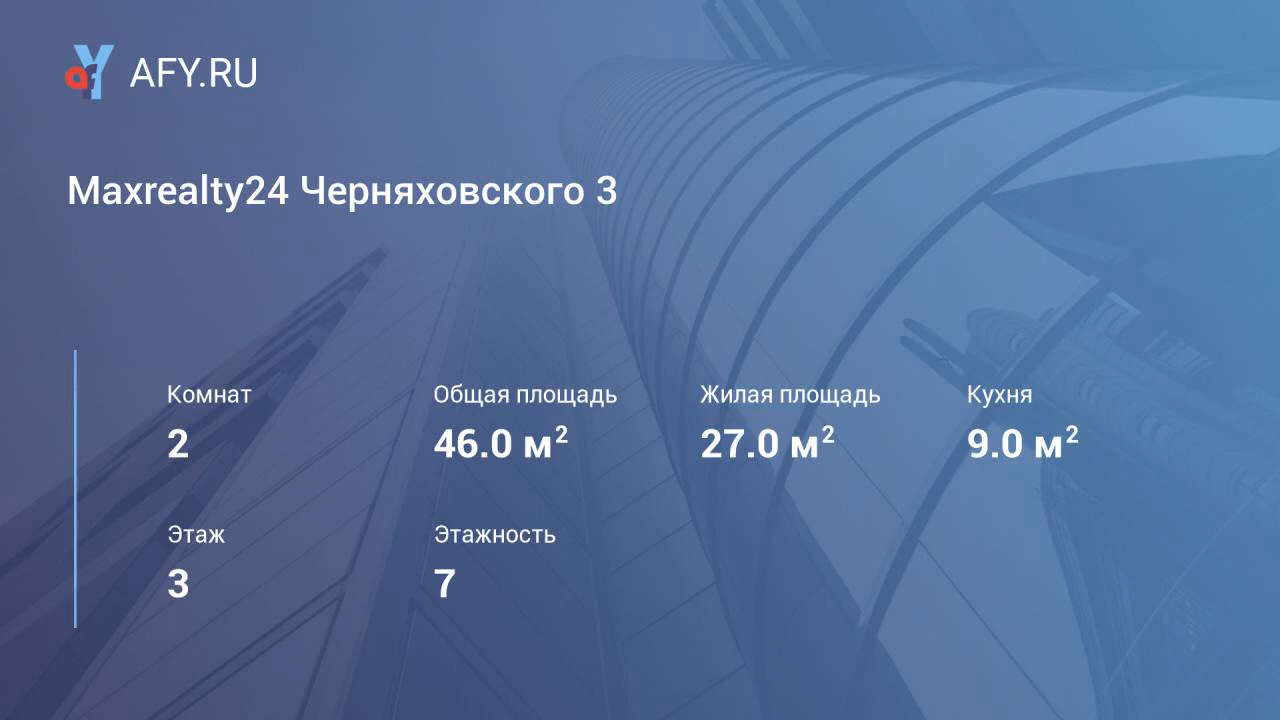 AFY.RU
Maxrealty24 Черняховского 3
Комнат
2
Общая площадь
46.0 м²
Жилая площадь
27.0 м²
Кухня
9.0 м²
Этаж
3
Этажность
7